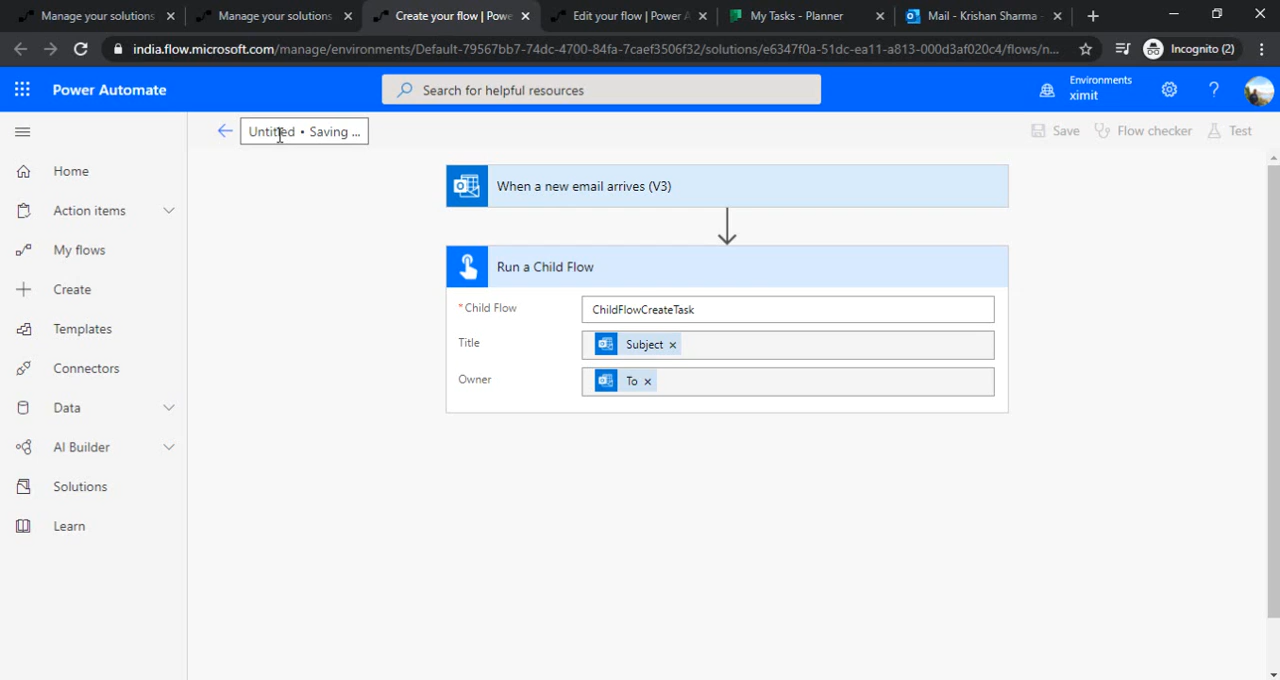 Manage your solutions
Manage your solutions
Create your flow | Powe
Edit your flow | Power A
My Tasks - Planner
Mail - Krishan Sharma -
india.flow.microsoft.com/manage/environments/Default-79567bb7-74dc-4700-84fa-7caef3506f32/solutions/e6347f0a-51dc-ea11-a813-000d3af020c4/flows/n...
Incognito (2)
Power Automate
Search for helpful resources
Environments
ximit
Untitled • Saving ...
Save
Flow checker
Test
Home
Action items
My flows
Create
Templates
Connectors
Data
AI Builder
Solutions
Learn
When a new email arrives (V3)
Run a Child Flow
*Child Flow
ChildFlowCreateTask
Title
Subject ×
Owner
To ×